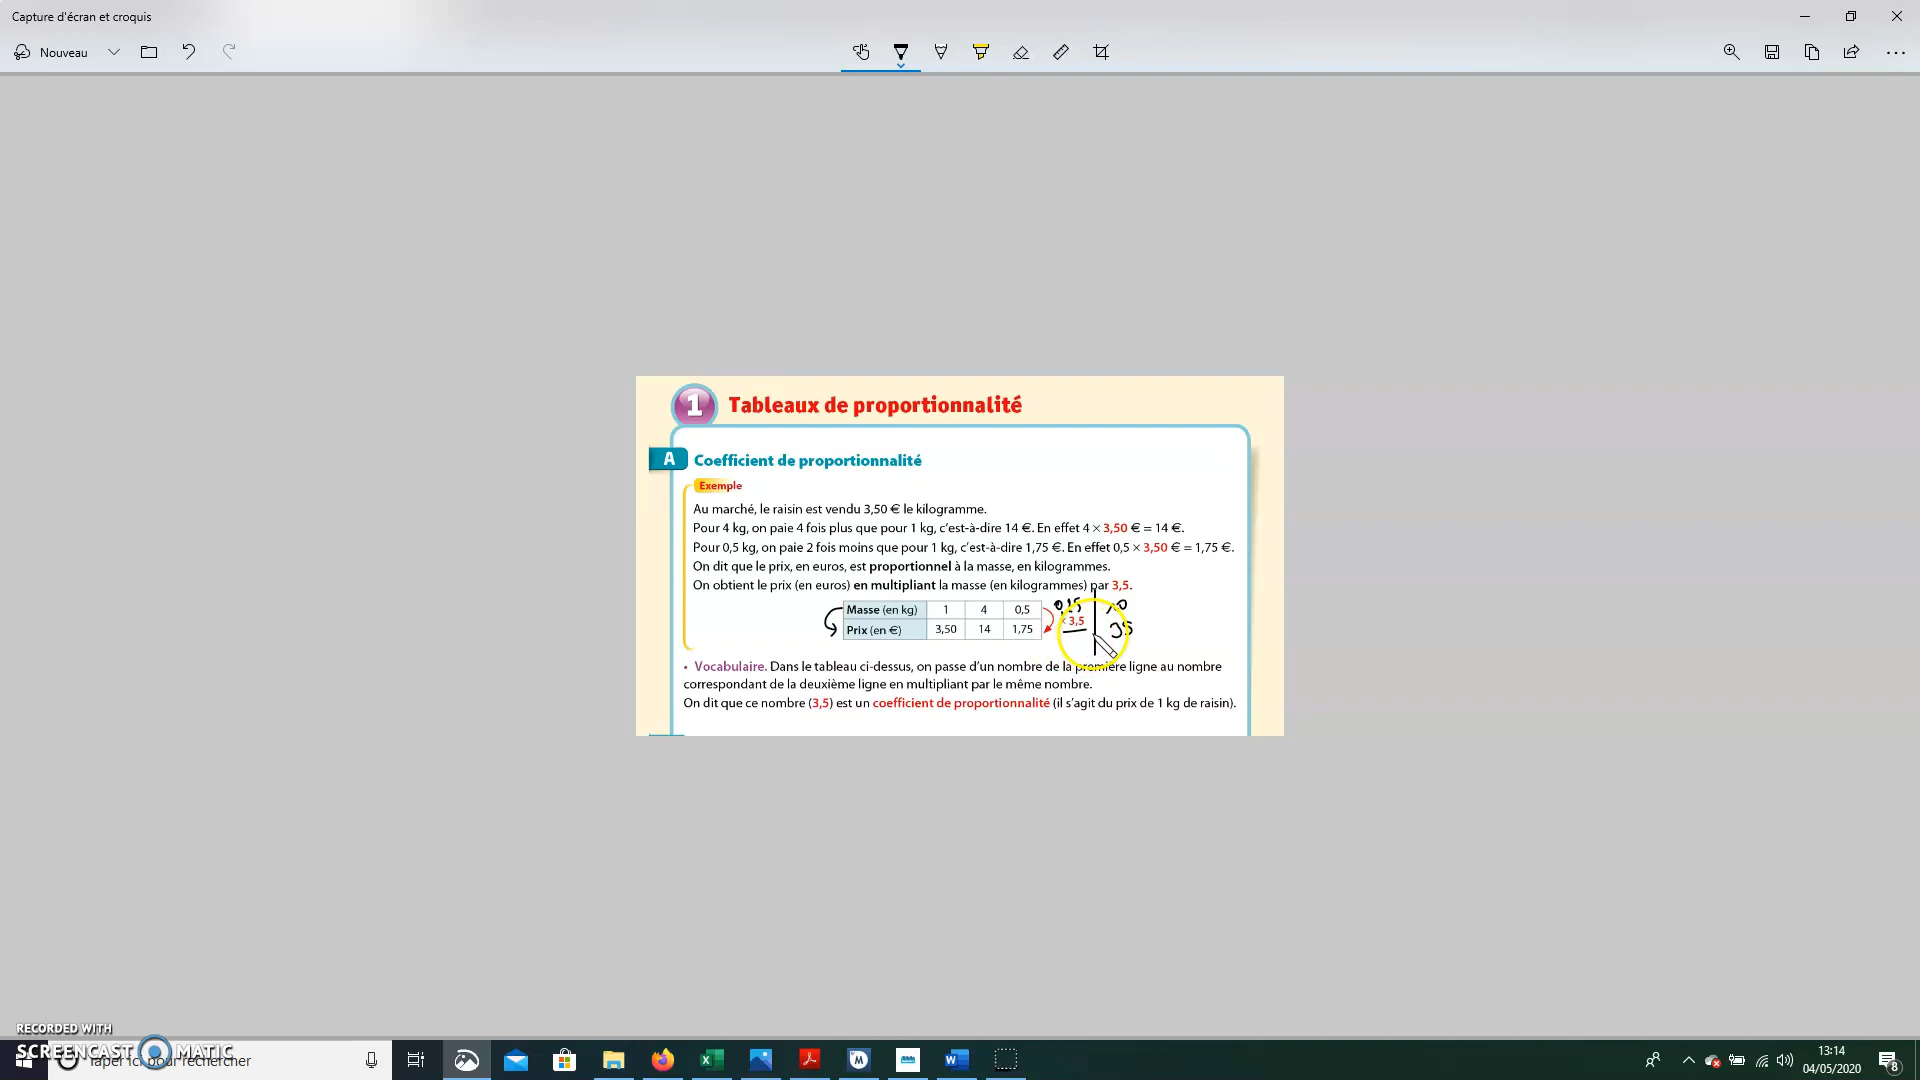 Capture d'écran et croquis
Nouveau
1 Tableaux de proportionnalité
A Coefficient de proportionnalité
Exemple
Au marché, le raisin est vendu 3,50 € le kilogramme.
Pour 4 kg, on paie 4 fois plus que pour 1 kg, c'est-à-dire 14 €. En effet 4 × 3,50 € = 14 €.
Pour 0,5 kg, on paie 2 fois moins que pour 1 kg, c'est-à-dire 1,75 €. En effet 0,5 × 3,50 € = 1,75 €.
On dit que le prix, en euros, est proportionnel à la masse, en kilogrammes.
On obtient le prix (en euros) en multipliant la masse (en kilogrammes) par 3,5.
Masse (en kg) 1 4 0,5
× 3,5
Prix (en €) 3,50 14 1,75
35
• Vocabulaire. Dans le tableau ci-dessus, on passe d'un nombre de la première ligne au nombre
correspondant de la deuxième ligne en multipliant par le même nombre.
On dit que ce nombre (3,5) est un coefficient de proportionnalité (il s'agit du prix de 1 kg de raisin).
RECORDED WITH
SCREENCAST MATIC
Taper ici pour rechercher
13:14
04/05/2020
8